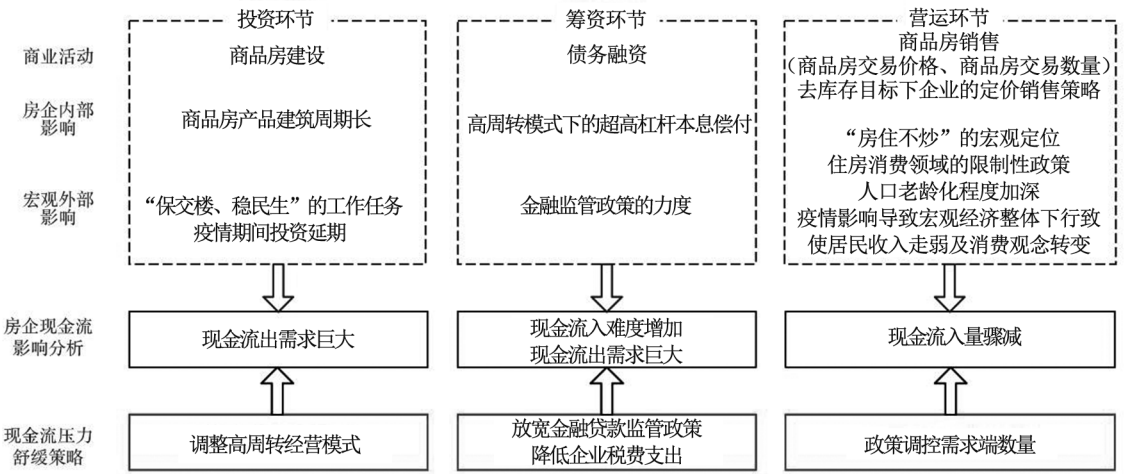 投资环节
筹资环节
营运环节
商业活动
商品房建设
债务融资
商品房销售
（商品房交易价格、商品房交易数量）
房企内部
影响
商品房产品建筑周期长
高周转模式下的超高杠杆本息偿付
去库存目标下企业的定价销售策略
宏观外部
影响
“保交楼、稳民生”的工作任务
疫情期间投资延期
金融监管政策的力度
“房住不炒”的宏观定位
住房消费领域的限制性政策
人口老龄化程度加深
疫情影响导致宏观经济整体下行致
使居民收入走弱及消费观念转变
房企现金流
影响分析
现金流出需求巨大
现金流入难度增加
现金流出需求巨大
现金流入量骤减
现金流压力
舒缓策略
调整高周转经营模式
放宽金融贷款监管政策
降低企业税费支出
政策调控需求端数量